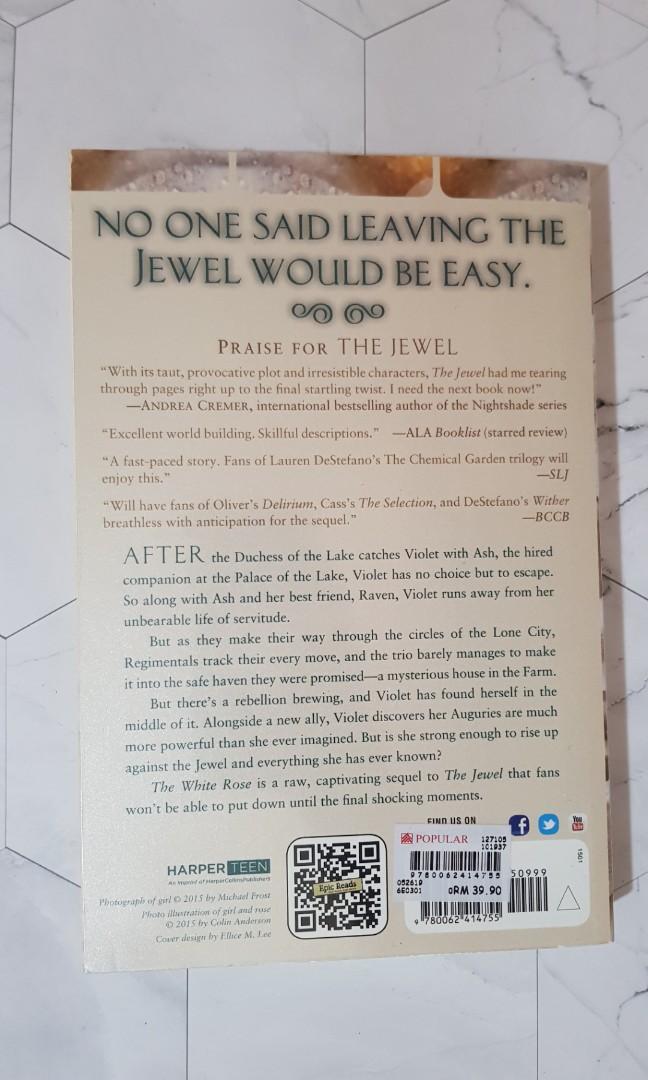 NO ONE SAID LEAVING THE
JEWEL WOULD BE EASY.
PRAISE FOR THE JEWEL
“With its taut, provocative plot and irresistible characters, The Jewel had me tearing
through pages right up to the final startling twist. I need the next book now!”
—ANDREA CREMER, international bestselling author of the Nightshade series
“Excellent world building. Skillful descriptions.” —ALA Booklist (starred review)
“A fast-paced story. Fans of Lauren DeStefano’s The Chemical Garden trilogy will
enjoy this.” —SLJ
“Will have fans of Oliver’s Delirium, Cass’s The Selection, and DeStefano’s Wither
breathless with anticipation for the sequel.” —BCCB
AFTER the Duchess of the Lake catches Violet with Ash, the hired
companion at the Palace of the Lake, Violet has no choice but to escape.
So along with Ash and her best friend, Raven, Violet runs away from her
unbearable life of servitude.
But as they make their way through the circles of the Lone City,
Regimentals track their every move, and the trio barely manages to make
it into the safe haven they were promised—a mysterious house in the Farm.
But there’s a rebellion brewing, and Violet has found herself in the
middle of it. Alongside a new ally, Violet discovers her Auguries are much
more powerful than she ever imagined. But is she strong enough to rise up
against the Jewel and everything she has ever known?
The White Rose is a raw, captivating sequel to The Jewel that fans
won’t be able to put down until the final shocking moments.
FIND US ON
You
HARPER TEEN
An Imprint of HarperCollinsPublishers
Photograph of girl © 2015 by Michael Frost
Photo illustration of girl and rose
© 2015 by Colin Anderson
Cover design by Ellice M. Lee
Epic Reads
POPULAR
127105
101937
9780062414755
052619
6E0301
RM 39.90
50999
1501
9 780062 414755